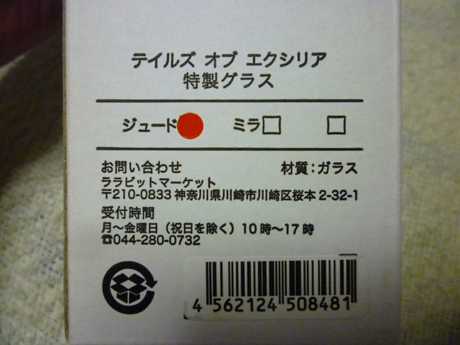 テイルズ オブ エクシリア
特製グラス
ジュード ミラ
お問い合わせ 材質：ガラス
ララビットマーケット
〒210-0833 神奈川県川崎市川崎区桜本2-32-1
受付時間
月～金曜日（祝日を除く）10時～17時
☎044-280-0732
4 562124 508481